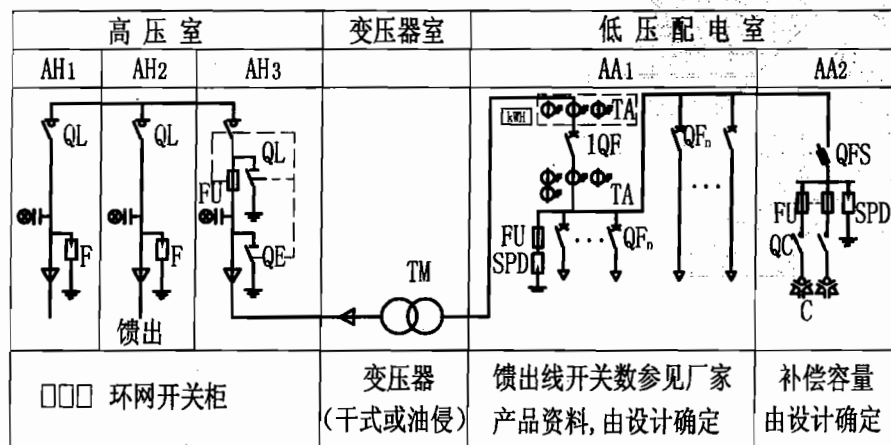 高压室 变压器室 低压配电室
AH1 AH2 AH3 AA1 AA2
kWH TA
QL QL QL 1QF QFn QFS
FU TA FU SPD
F F QE FU QFn QC
SPD
TM C
馈出
□□□ 环网开关柜 变压器 馈出线开关数参见厂家 补偿容量
(干式或油侵) 产品资料,由设计确定 由设计确定